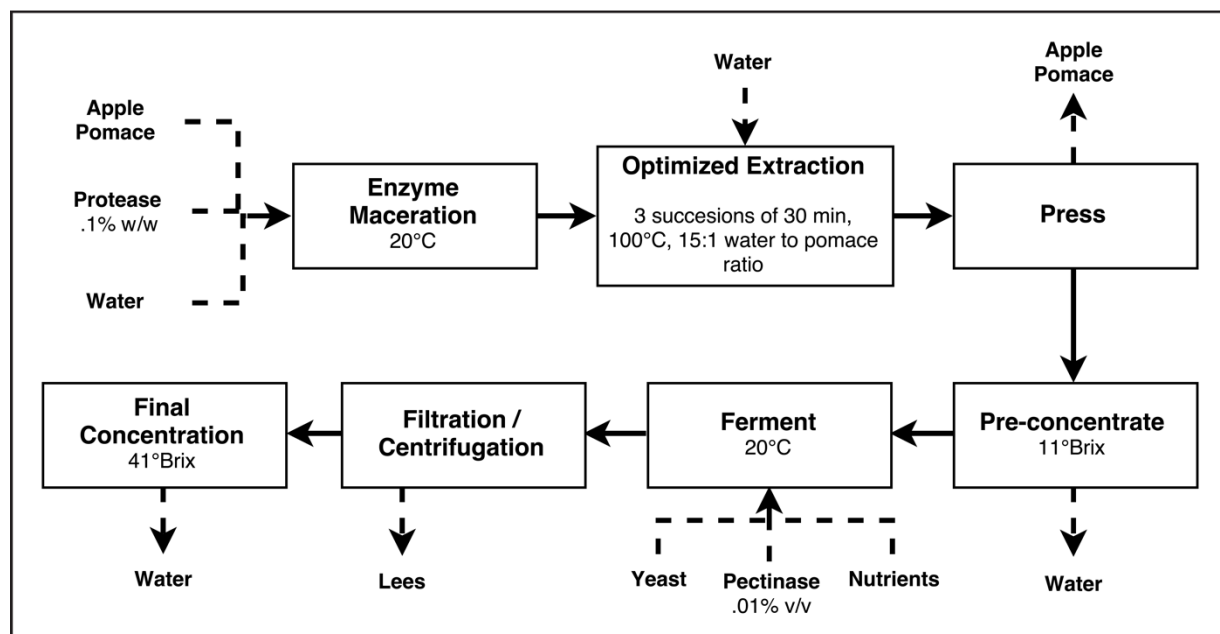 Apple
Pomace
Protease
.1% w/w
Water
Enzyme
Maceration
20°C
Water
Optimized Extraction
3 succesions of 30 min,
100°C, 15:1 water to pomace
ratio
Apple
Pomace
Press
Pre-concentrate
11°Brix
Water
Ferment
20°C
Yeast
Pectinase
.01% v/v
Nutrients
Filtration /
Centrifugation
Lees
Final
Concentration
41°Brix
Water